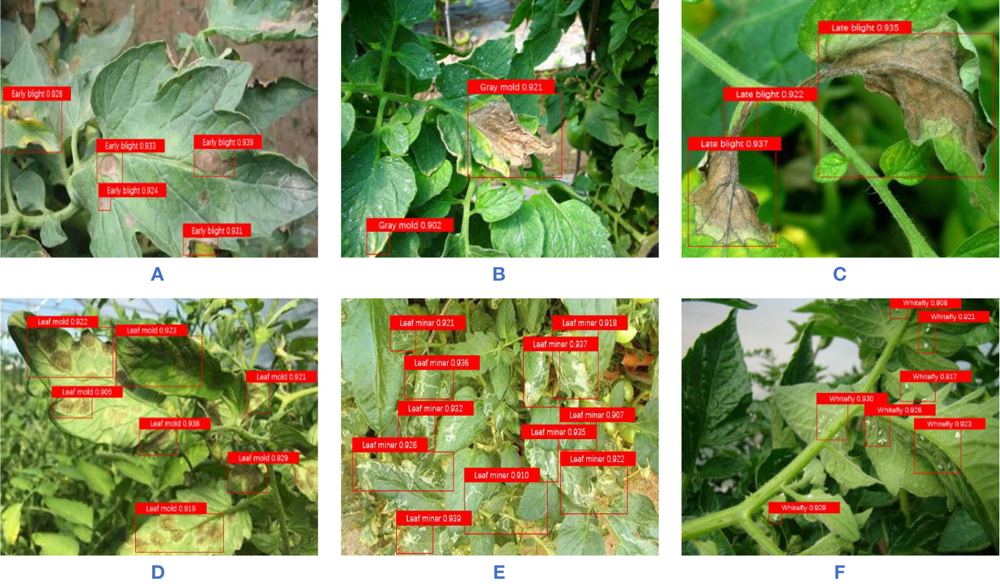 Early blight 0.928
Early blight 0.933
Early blight 0.939
Early blight 0.924
Early blight 0.931
A
Gray mold 0.921
Gray mold 0.902
B
Late blight 0.935
Late blight 0.922
Late blight 0.937
C
Leaf mold 0.922
Leaf mold 0.923
Leaf mold 0.921
Leaf mold 0.905
Leaf mold 0.938
Leaf mold 0.929
Leaf mold 0.919
D
Leaf miner 0.921
Leaf miner 0.918
Leaf miner 0.937
Leaf miner 0.936
Leaf miner 0.932
Leaf miner 0.907
Leaf miner 0.935
Leaf miner 0.926
Leaf miner 0.922
Leaf miner 0.910
Leaf miner 0.939
E
Whitefly 0.908
Whitefly 0.921
Whitefly 0.917
Whitefly 0.930
Whitefly 0.926
Whitefly 0.923
Whitefly 0.929
F